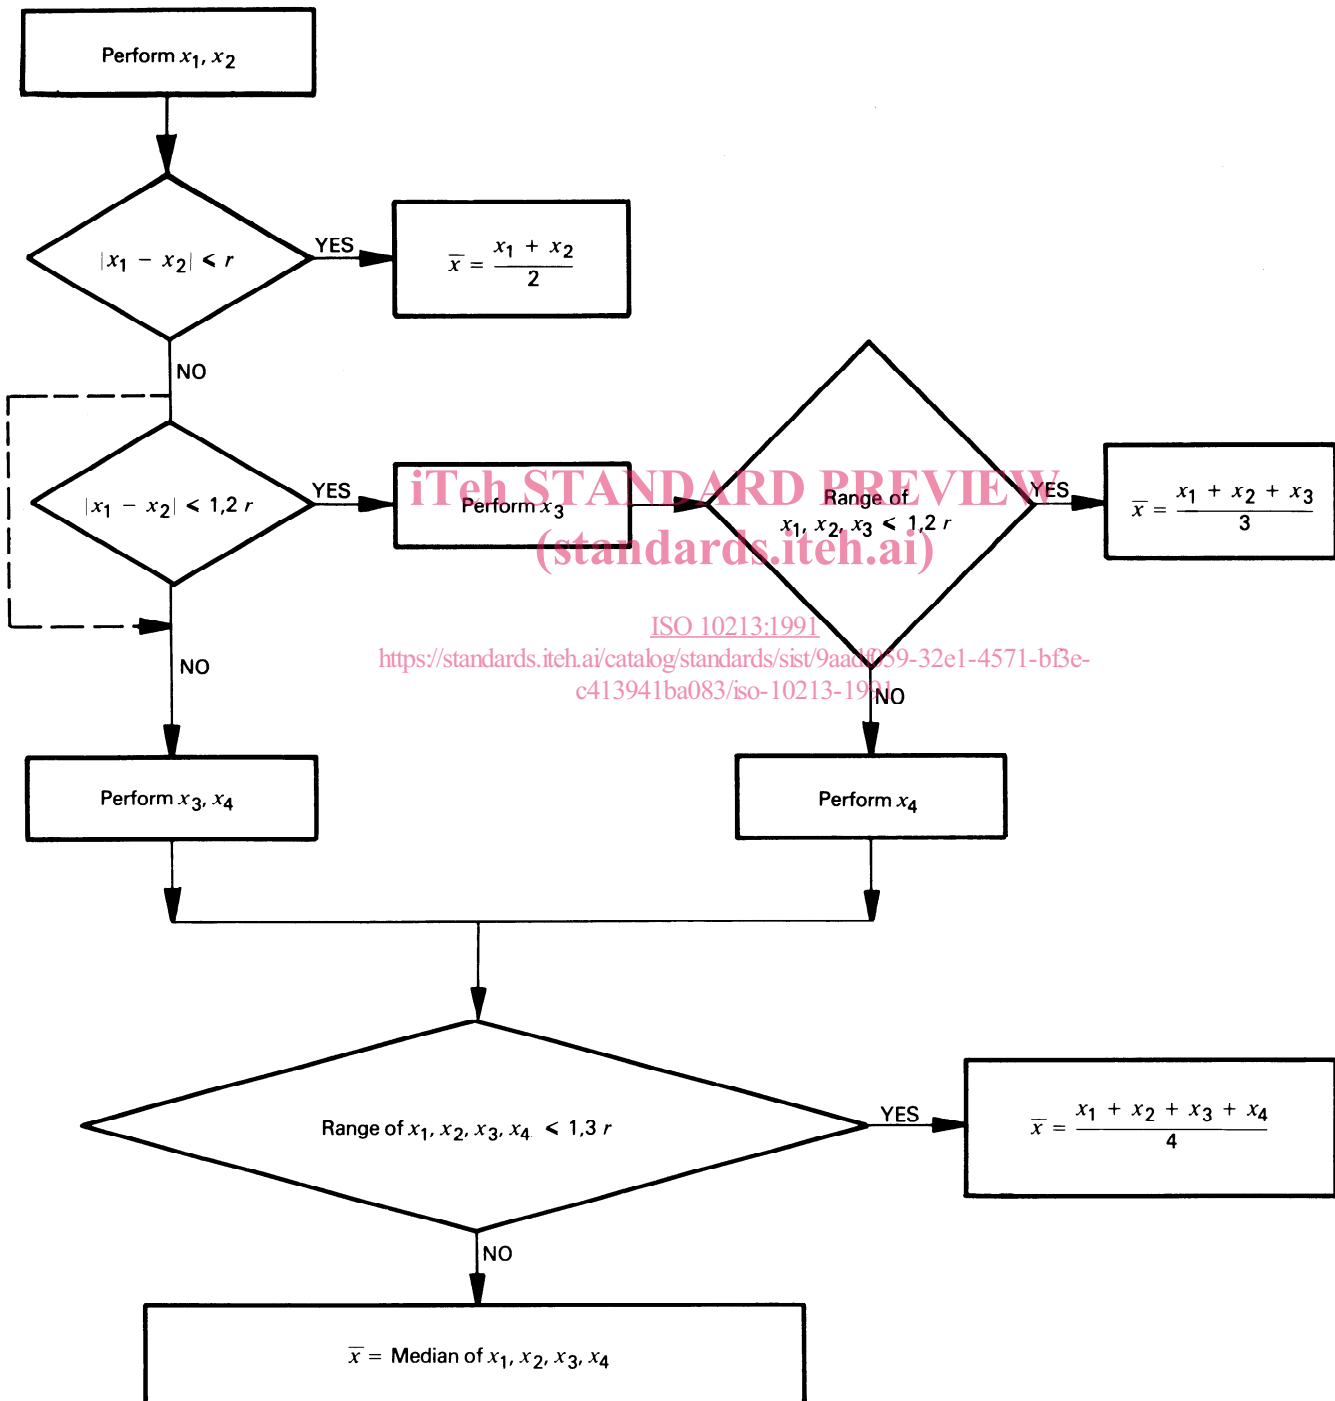 Perform x1, x2
|x1 − x2| ⩽ r
YES
x̅ = (x1 + x2) / 2
NO
|x1 − x2| ⩽ 1,2 r
YES
Perform x3
Range of
x1, x2, x3 ⩽ 1,2 r
YES
x̅ = (x1 + x2 + x3) / 3
iTeh STANDARD PREVIEW
(standards.iteh.ai)
ISO 10213:1991
https://standards.iteh.ai/catalog/standards/sist/9aadf059-32e1-4571-bf3e-
c413941ba083/iso-10213-1991
NO
NO
Perform x3, x4
Perform x4
Range of x1, x2, x3, x4 ⩽ 1,3 r
YES
x̅ = (x1 + x2 + x3 + x4) / 4
NO
x̅ = Median of x1, x2, x3, x4